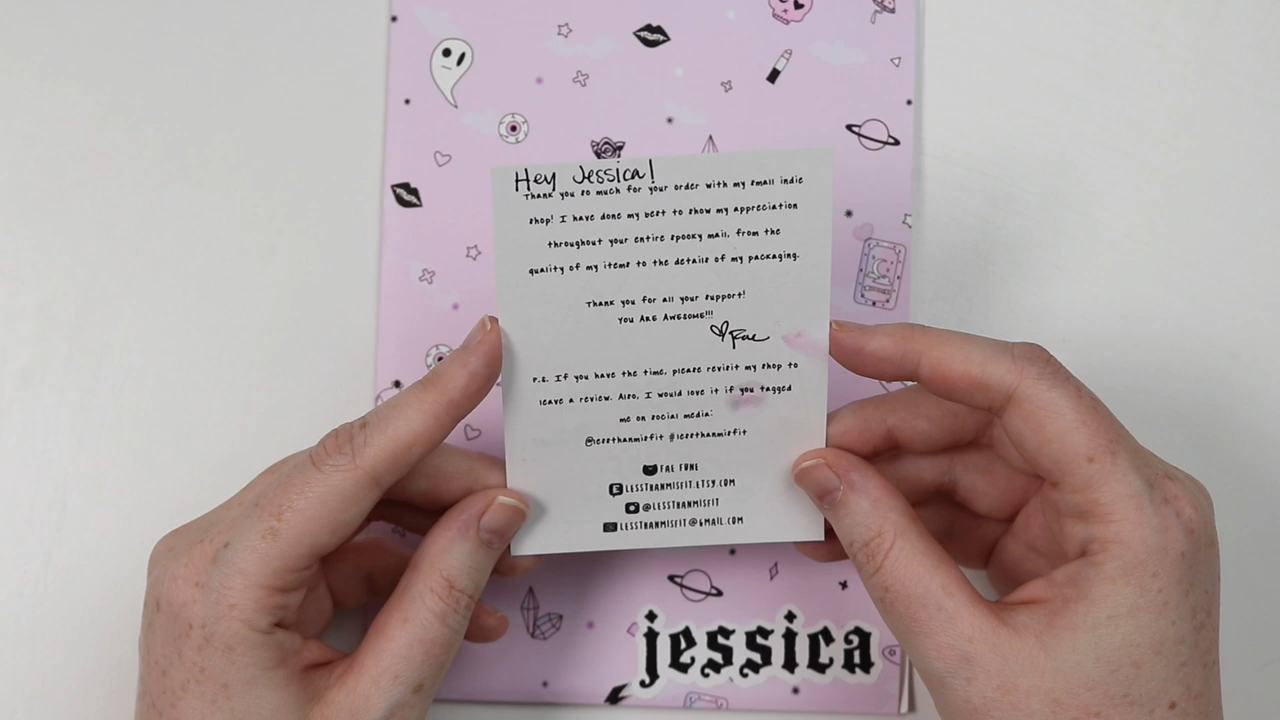 Hey Jessica!
Thank you so much for your order with my small indie
shop! I have done my best to show my appreciation
throughout your entire spooky mail, from the
quality of my items to the details of my packaging.
Thank you for all your support!
YOU ARE AWESOME!!!
Fae
P.S. If you have the time, please revisit my shop to
leave a review. Also, I would love it if you tagged
me on social media:
@lessthanmisfit #lessthanmisfit
FAE FUNE
LESSTHANMISFIT.ETSY.COM
@LESSTHANMISFIT
LESSTHANMISFIT@GMAIL.COM
jessica